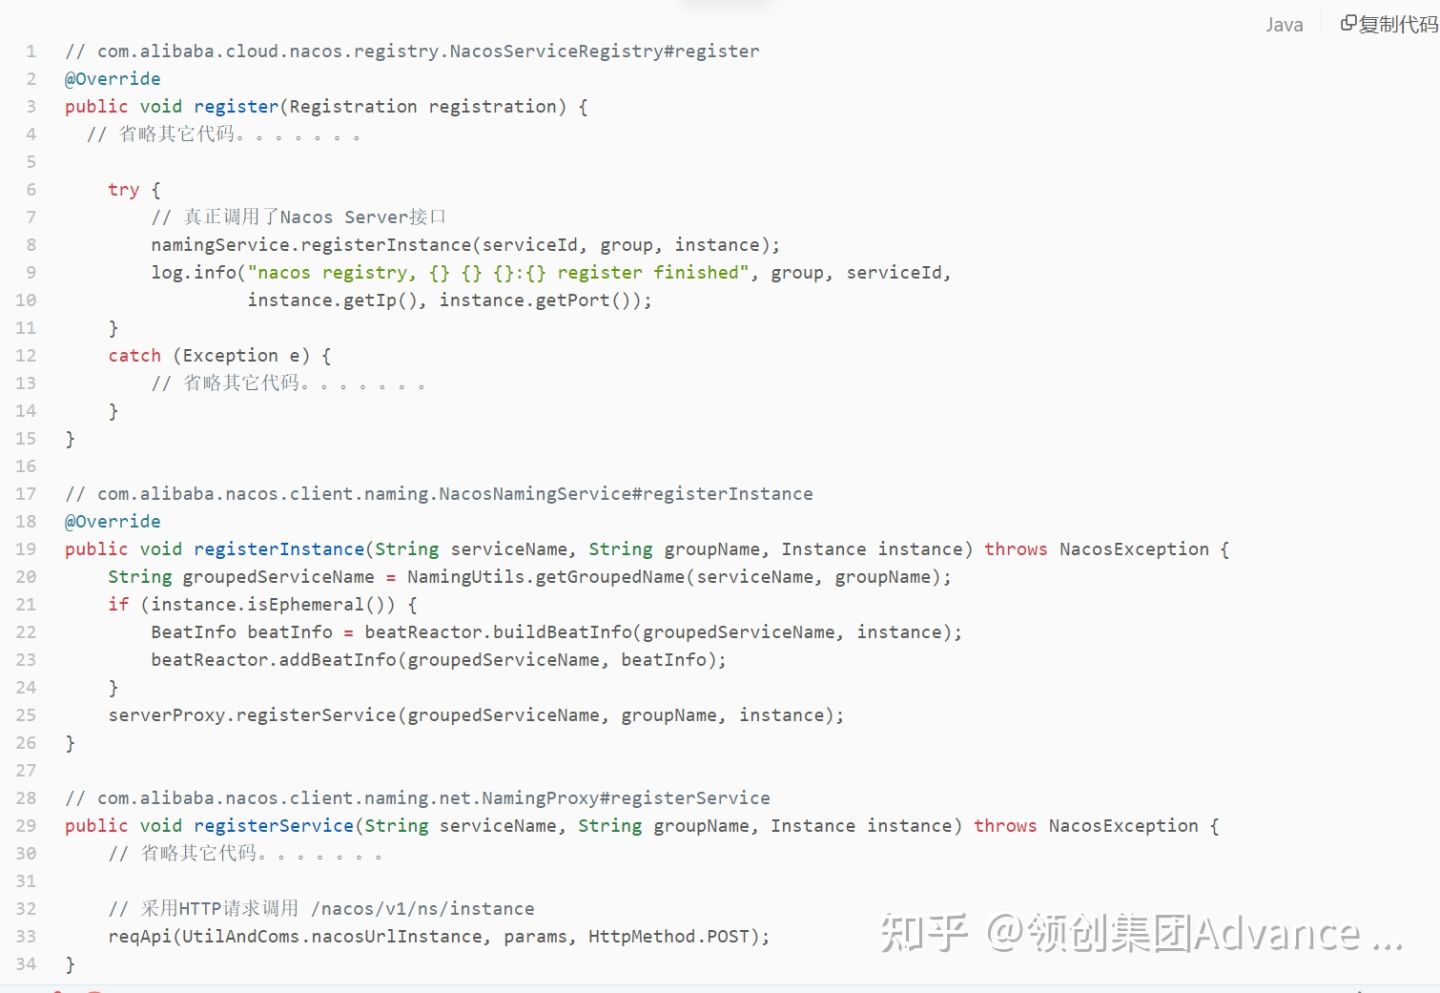 Java 复制代码
1 // com.alibaba.cloud.nacos.registry.NacosServiceRegistry#register
2 @Override
3 public void register(Registration registration) {
4   // 省略其它代码。。。。。。。
5
6     try {
7         // 真正调用了Nacos Server接口
8         namingService.registerInstance(serviceId, group, instance);
9         log.info("nacos registry, {} {} {}:{} register finished", group, serviceId,
10                  instance.getIp(), instance.getPort());
11     }
12     catch (Exception e) {
13         // 省略其它代码。。。。。。。
14     }
15 }
16
17 // com.alibaba.nacos.client.naming.NacosNamingService#registerInstance
18 @Override
19 public void registerInstance(String serviceName, String groupName, Instance instance) throws NacosException {
20     String groupedServiceName = NamingUtils.getGroupedName(serviceName, groupName);
21     if (instance.isEphemeral()) {
22         BeatInfo beatInfo = beatReactor.buildBeatInfo(groupedServiceName, instance);
23         beatReactor.addBeatInfo(groupedServiceName, beatInfo);
24     }
25     serverProxy.registerService(groupedServiceName, groupName, instance);
26 }
27
28 // com.alibaba.nacos.client.naming.net.NamingProxy#registerService
29 public void registerService(String serviceName, String groupName, Instance instance) throws NacosException {
30     // 省略其它代码。。。。。。。
31
32     // 采用HTTP请求调用 /nacos/v1/ns/instance
33     reqApi(UtilAndComs.nacosUrlInstance, params, HttpMethod.POST);
34 }
知乎 @领创集团Advance ...